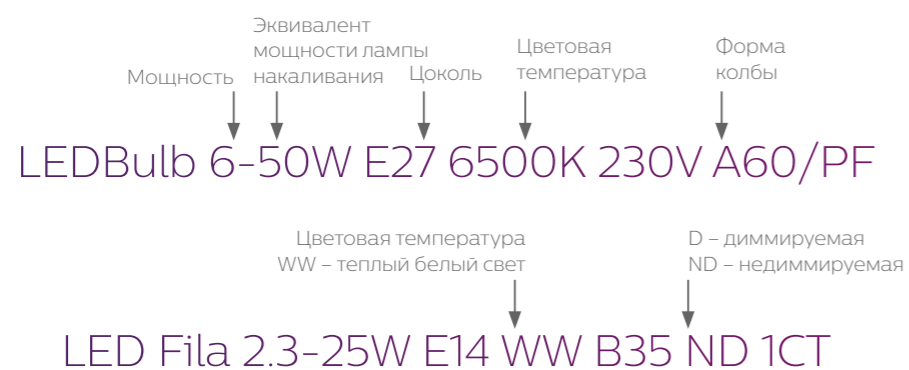 Эквивалент
мощности лампы
накаливания
Мощность
Цоколь
Цветовая
температура
Форма
колбы
LEDBulb 6-50W E27 6500K 230V A60/PF
Цветовая температура
WW – теплый белый свет
D – диммируемая
ND – недиммируемая
LED Fila 2.3-25W E14 WW B35 ND 1CT